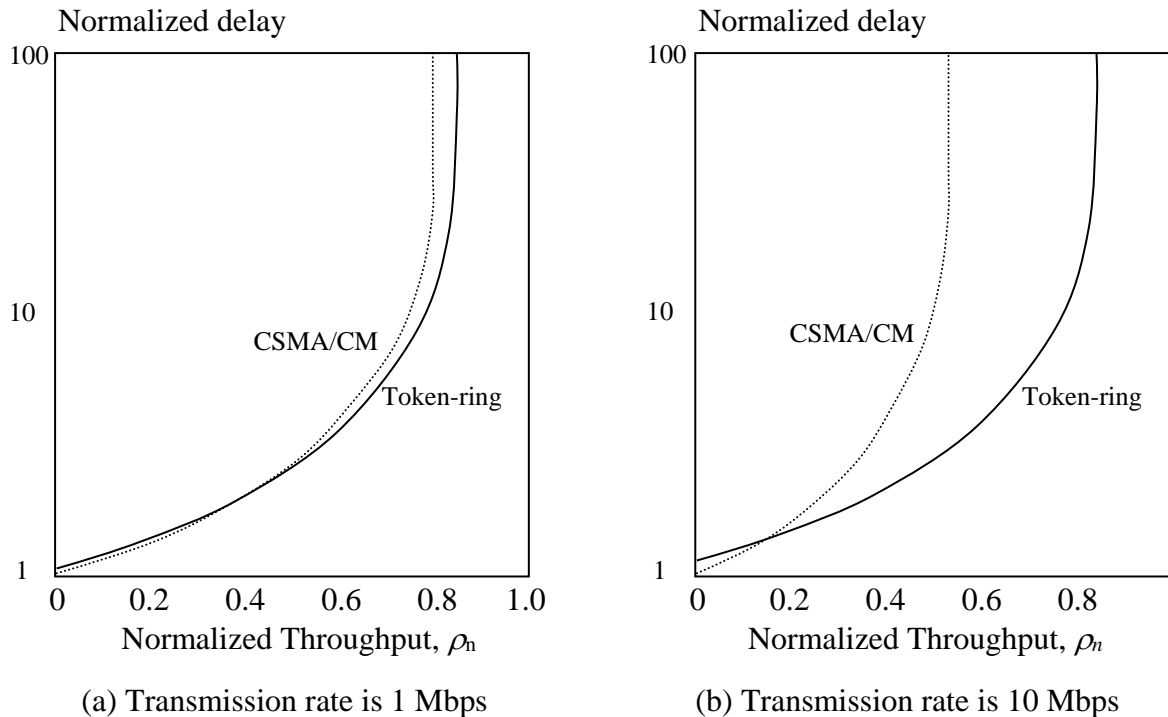 Normalized delay
100
10
1
CSMA/CM
Token-ring
0 0.2 0.4 0.6 0.8 1.0
Normalized Throughput, ρn
(a) Transmission rate is 1 Mbps
Normalized delay
100
10
1
CSMA/CM
Token-ring
0 0.2 0.4 0.6 0.8
Normalized Throughput, ρn
(b) Transmission rate is 10 Mbps